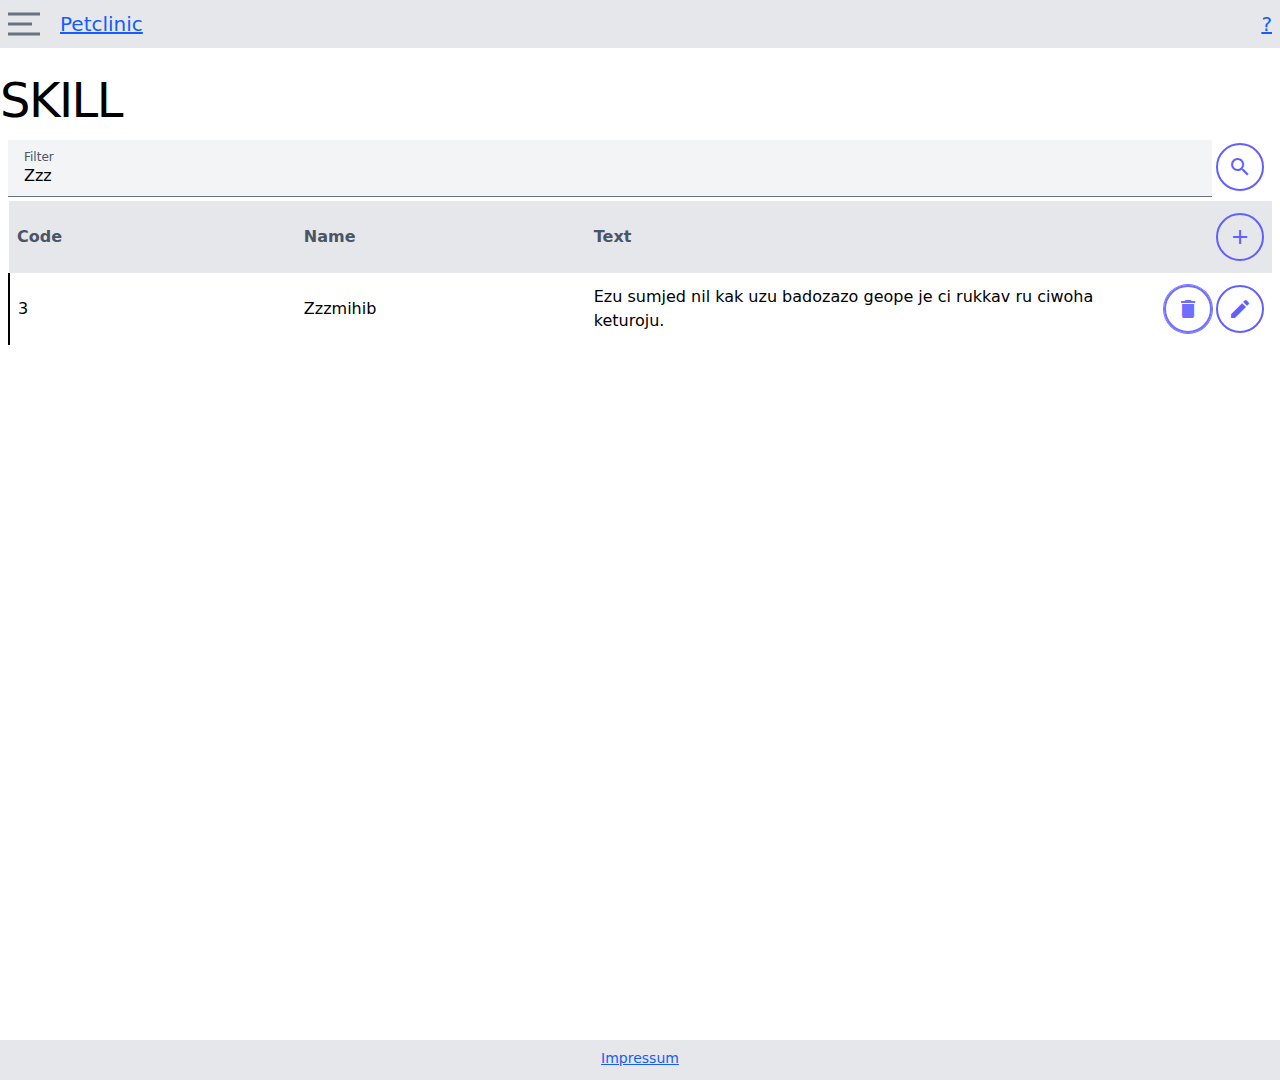 Petclinic ?
SKILL
Filter
Zzz
Code Name Text
3 Zzzmihib Ezu sumjed nil kak uzu badozazo geope je ci rukkav ru ciwoha
keturoju.
Impressum